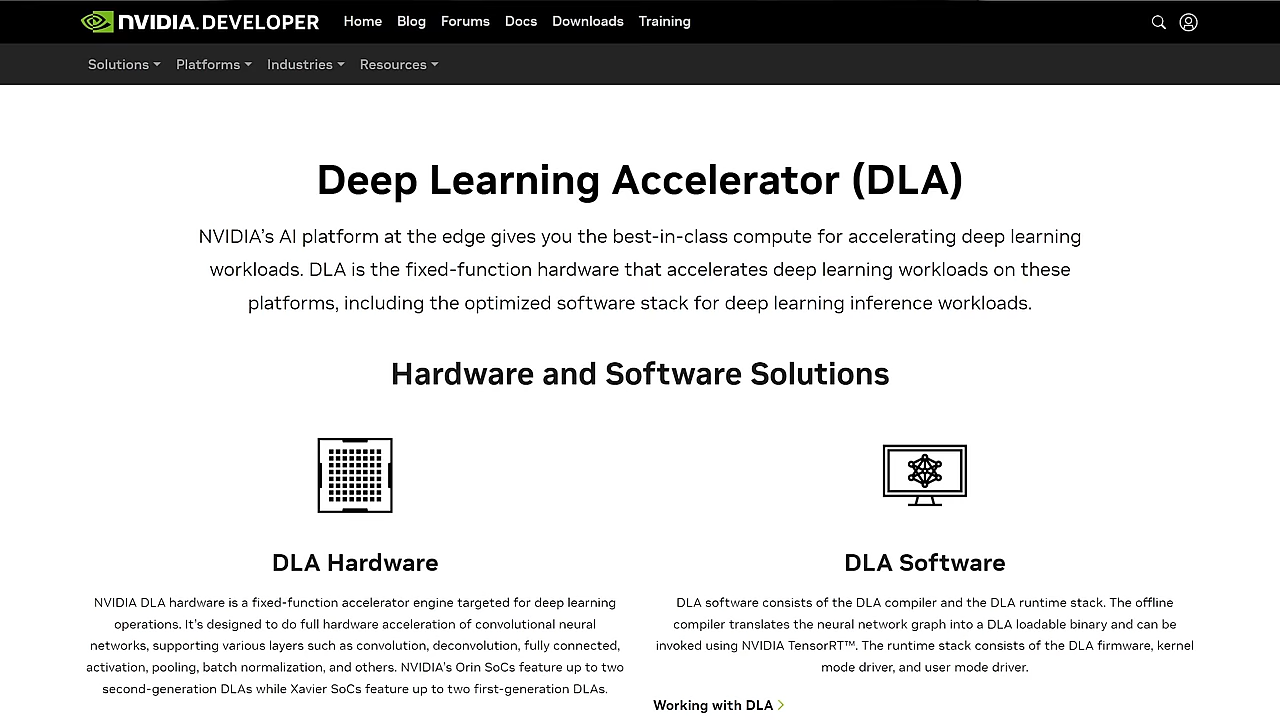 NVIDIA.DEVELOPER Home Blog Forums Docs Downloads Training
Solutions Platforms Industries Resources
Deep Learning Accelerator (DLA)
NVIDIA’s AI platform at the edge gives you the best-in-class compute for accelerating deep learning
workloads. DLA is the fixed-function hardware that accelerates deep learning workloads on these
platforms, including the optimized software stack for deep learning inference workloads.
Hardware and Software Solutions
DLA Hardware
NVIDIA DLA hardware is a fixed-function accelerator engine targeted for deep learning
operations. It’s designed to do full hardware acceleration of convolutional neural
networks, supporting various layers such as convolution, deconvolution, fully connected,
activation, pooling, batch normalization, and others. NVIDIA’s Orin SoCs feature up to two
second-generation DLAs while Xavier SoCs feature up to two first-generation DLAs.
DLA Software
DLA software consists of the DLA compiler and the DLA runtime stack. The offline
compiler translates the neural network graph into a DLA loadable binary and can be
invoked using NVIDIA TensorRT™. The runtime stack consists of the DLA firmware, kernel
mode driver, and user mode driver.
Working with DLA